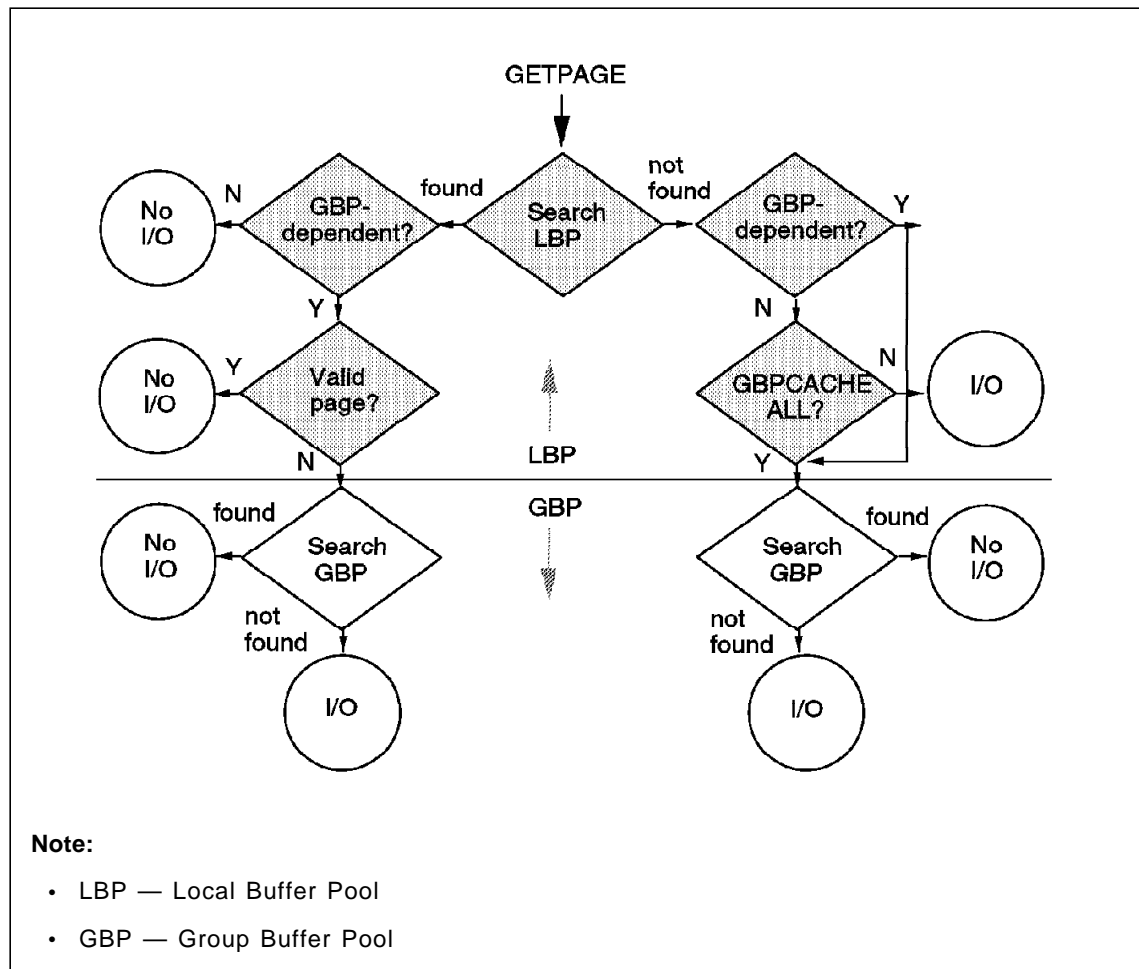 GETPAGE
found
not
found
N
No
I/O
GBP-
dependent?
Search
LBP
GBP-
dependent?
Y
Y
N
No
I/O
Y
Valid
page?
GBPCACHE
ALL?
N
I/O
N
LBP
Y
GBP
found
No
I/O
Search
GBP
Search
GBP
found
No
I/O
not
found
not
found
I/O
I/O
Note:
• LBP — Local Buffer Pool
• GBP — Group Buffer Pool